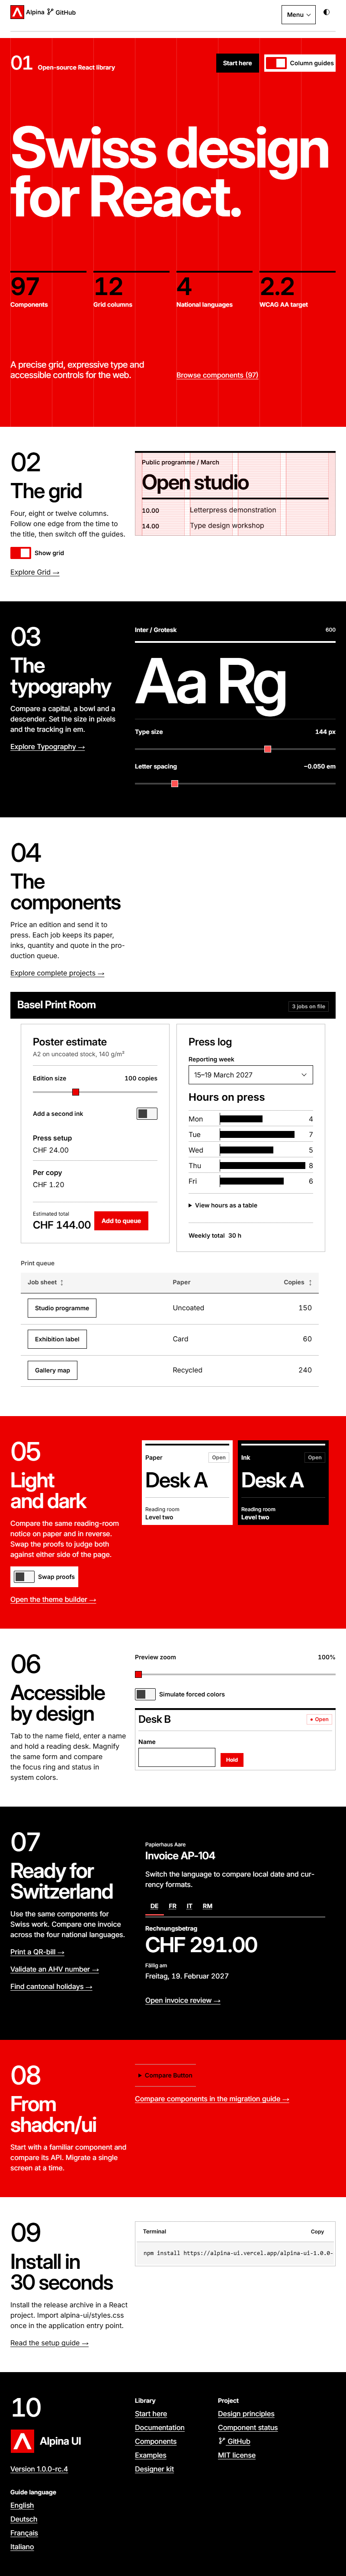 Alpina GitHub
Menu
01 Open-source React library
Start here
Column guides
Swiss design
for React.
97
Components
12
Grid columns
4
National languages
2.2
WCAG AA target
A precise grid, expressive type and
accessible controls for the web.
Browse components (97)
02
The grid
Four, eight or twelve columns.
Follow one edge from the time to
the title, then switch off the guides.
Show grid
Explore Grid →
Public programme / March
Open studio
10.00 Letterpress demonstration
14.00 Type design workshop
03
The
typography
Compare a capital, a bowl and a
descender. Set the size in pixels
and the tracking in em.
Explore Typography →
Inter / Grotesk 600
Aa Rg
Type size 144 px
Letter spacing −0.050 em
04
The
components
Price an edition and send it to
press. Each job keeps its paper,
inks, quantity and quote in the pro-
duction queue.
Explore complete projects →
Basel Print Room
3 jobs on file
Poster estimate
A2 on uncoated stock, 140 g/m²
Edition size 100 copies
Add a second ink
Press setup
CHF 24.00
Per copy
CHF 1.20
Estimated total
CHF 144.00
Add to queue
Press log
Reporting week
15–19 March 2027
Hours on press
Mon 4
Tue 7
Wed 5
Thu 8
Fri 6
View hours as a table
Weekly total 30 h
Print queue
Job sheet Paper Copies
Studio programme Uncoated 150
Exhibition label Card 60
Gallery map Recycled 240
05
Light
and dark
Compare the same reading-room
notice on paper and in reverse.
Swap the proofs to judge both
against either side of the page.
Swap proofs
Open the theme builder →
Paper Open
Desk A
Reading room
Level two
Ink Open
Desk A
Reading room
Level two
06
Accessible
by design
Tab to the name field, enter a name
and hold a reading desk. Magnify
the same form and compare
the focus ring and status in
system colors.
Preview zoom 100%
Simulate forced colors
Desk B
Open
Name
Hold
07
Ready for
Switzerland
Use the same components for
Swiss work. Compare one invoice
across the four national languages.
Print a QR-bill →
Validate an AHV number →
Find cantonal holidays →
Papierhaus Aare
Invoice AP-104
Switch the language to compare local date and cur-
rency formats.
DE FR IT RM
Rechnungsbetrag
CHF 291.00
Fällig am
Freitag, 19. Februar 2027
Open invoice review →
08
From
shadcn/ui
Start with a familiar component and
compare its API. Migrate a single
screen at a time.
Compare Button
Compare components in the migration guide →
09
Install in
30 seconds
Install the release archive in a React
project. Import alpina-ui/styles.css
once in the application entry point.
Read the setup guide →
Terminal Copy
npm install https://alpina-ui.vercel.app/alpina-ui-1.0.0-
10
Alpina UI
Version 1.0.0-rc.4
Library
Start here
Documentation
Components
Examples
Designer kit
Project
Design principles
Component status
GitHub
MIT license
Guide language
English
Deutsch
Français
Italiano